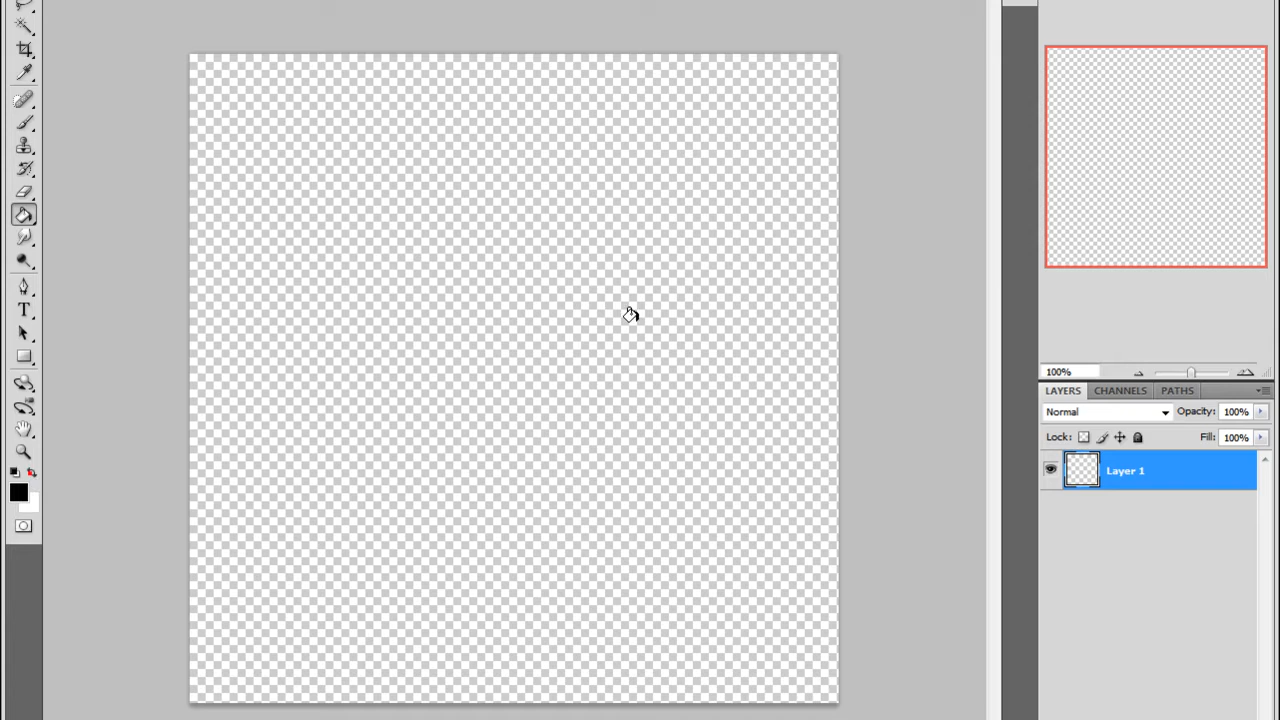 T
100%
LAYERS CHANNELS PATHS
Normal Opacity: 100%
Lock: Fill: 100%
Layer 1